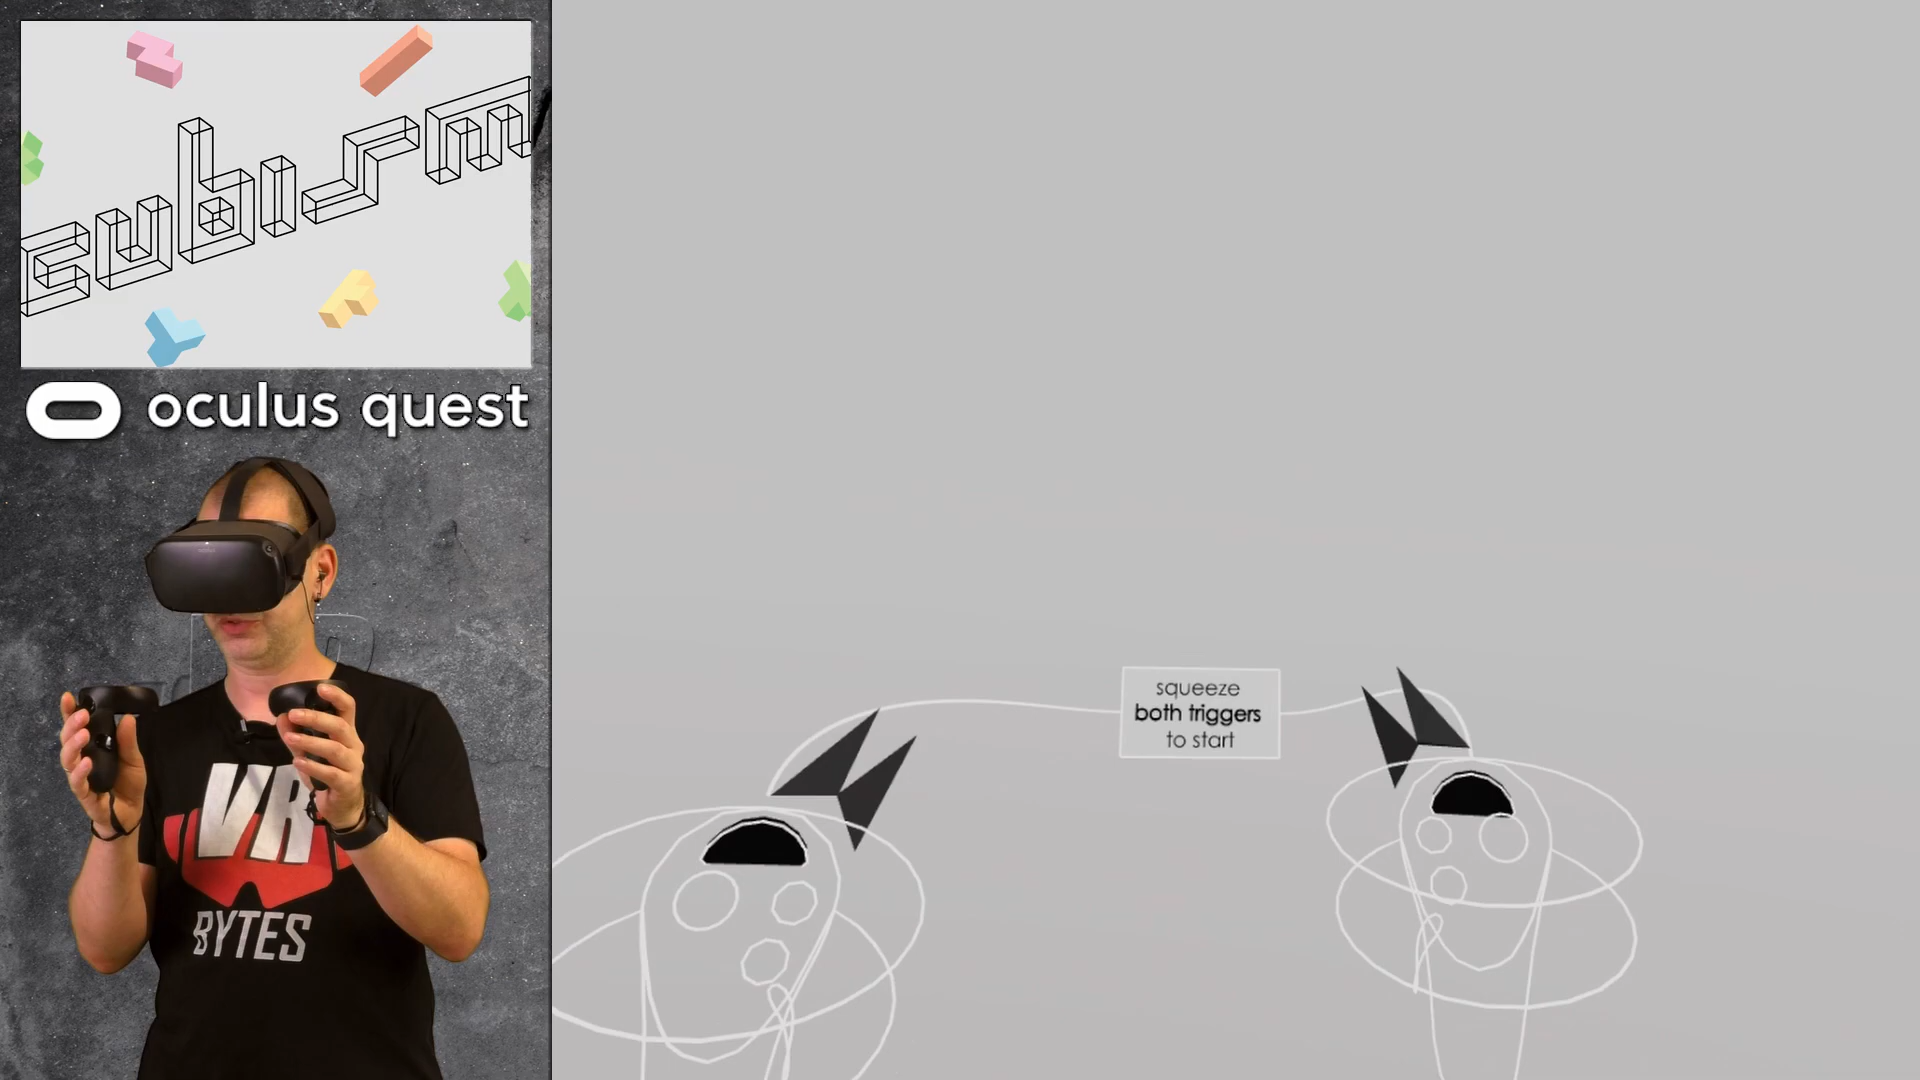 cubism
oculus quest
VR
BYTES
squeeze
both triggers
to start